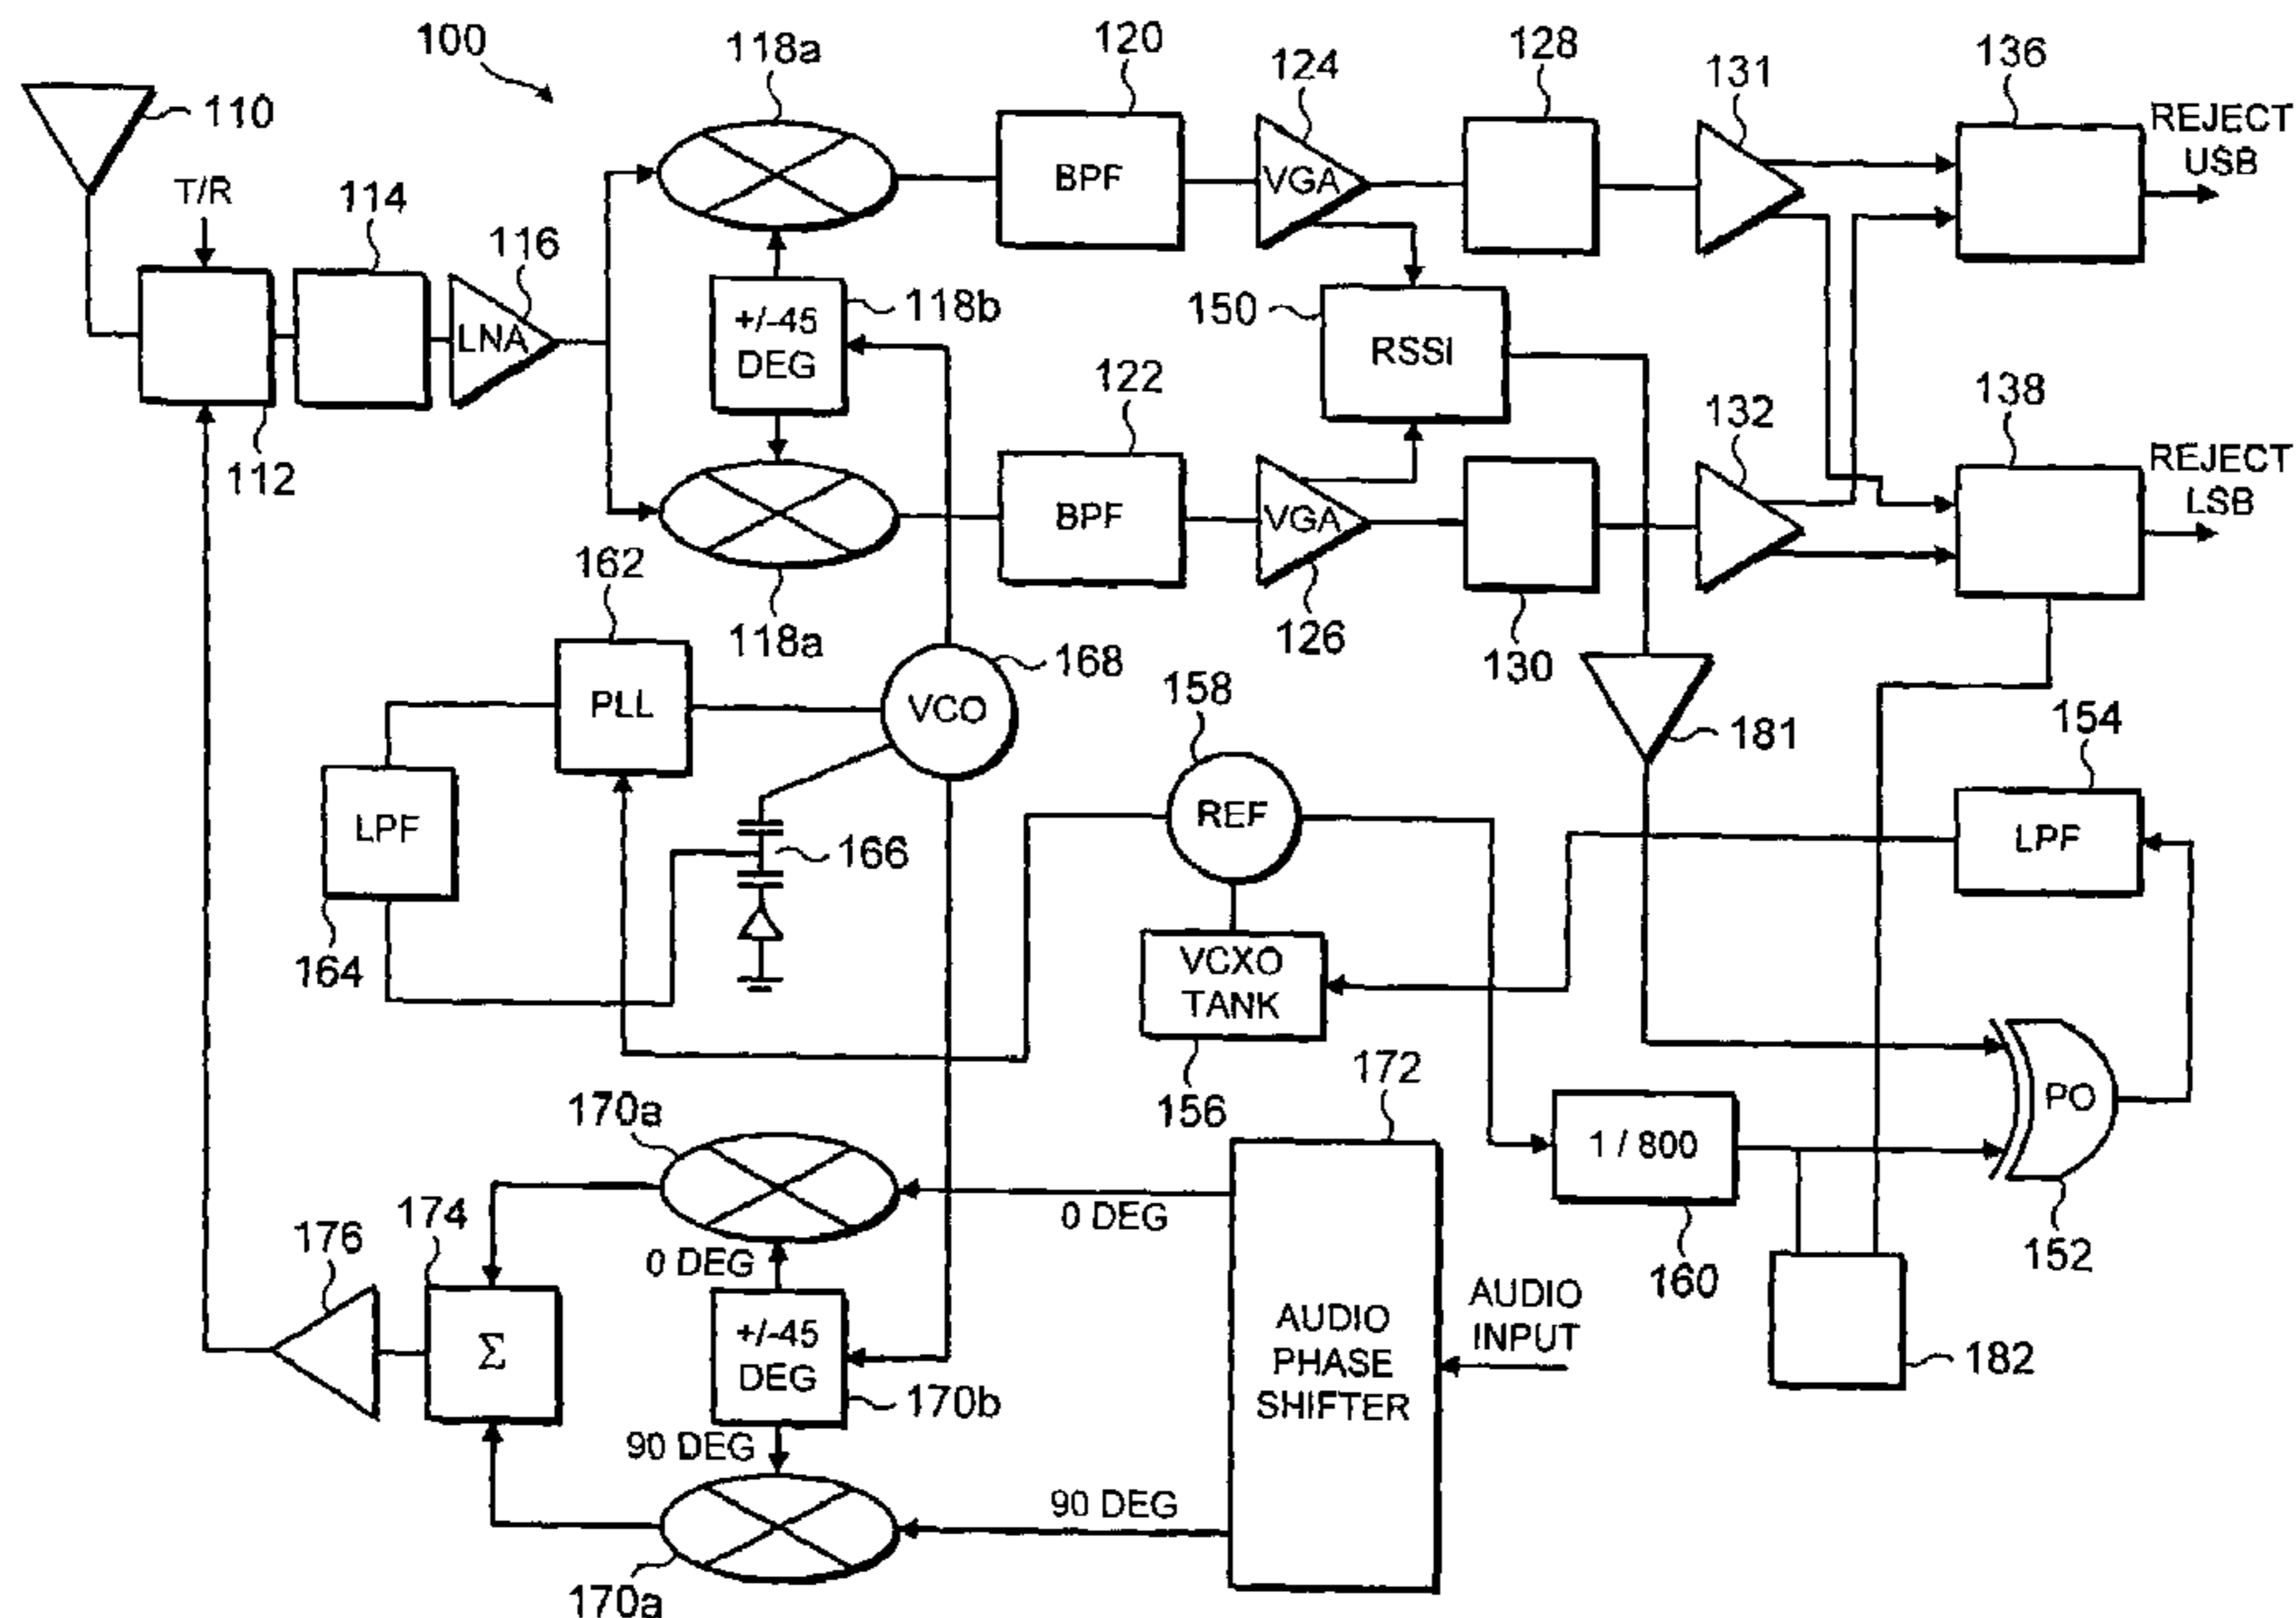 100
118a
120
124
128
131
136
110
REJECT
USB
T/R
114
116
BPF
VGA
LNA
+/-45
DEG
118b
150
RSSI
122
132
138
112
REJECT
LSB
BPF
VGA
162
118a
126
130
168
158
PLL
VCO
181
154
LPF
166
REF
LPF
164
VCXO
TANK
156
172
170a
PO
1 / 800
0 DEG
176
174
0 DEG
160
152
Σ
+/-45
DEG
170b
AUDIO
PHASE
SHIFTER
AUDIO
INPUT
182
90 DEG
90 DEG
170a